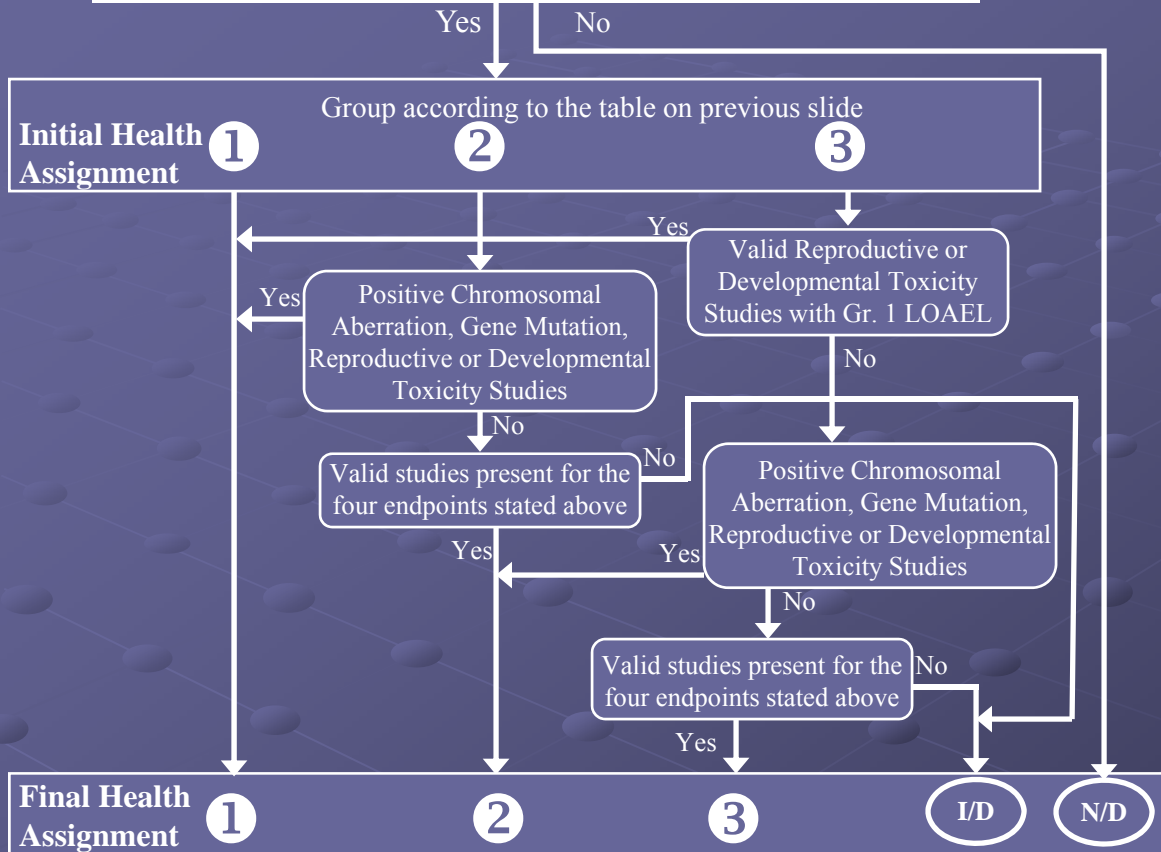 Yes
No
Group according to the table on previous slide
Initial Health
Assignment
1
2
3
Yes
Valid Reproductive or
Developmental Toxicity
Studies with Gr. 1 LOAEL
Yes
Positive Chromosomal
Aberration, Gene Mutation,
Reproductive or Developmental
Toxicity Studies
No
No
Valid studies present for the
four endpoints stated above
No
Positive Chromosomal
Aberration, Gene Mutation,
Reproductive or Developmental
Toxicity Studies
Yes
Yes
No
Valid studies present for the
four endpoints stated above
No
Yes
Final Health
Assignment
1
2
3
I/D
N/D